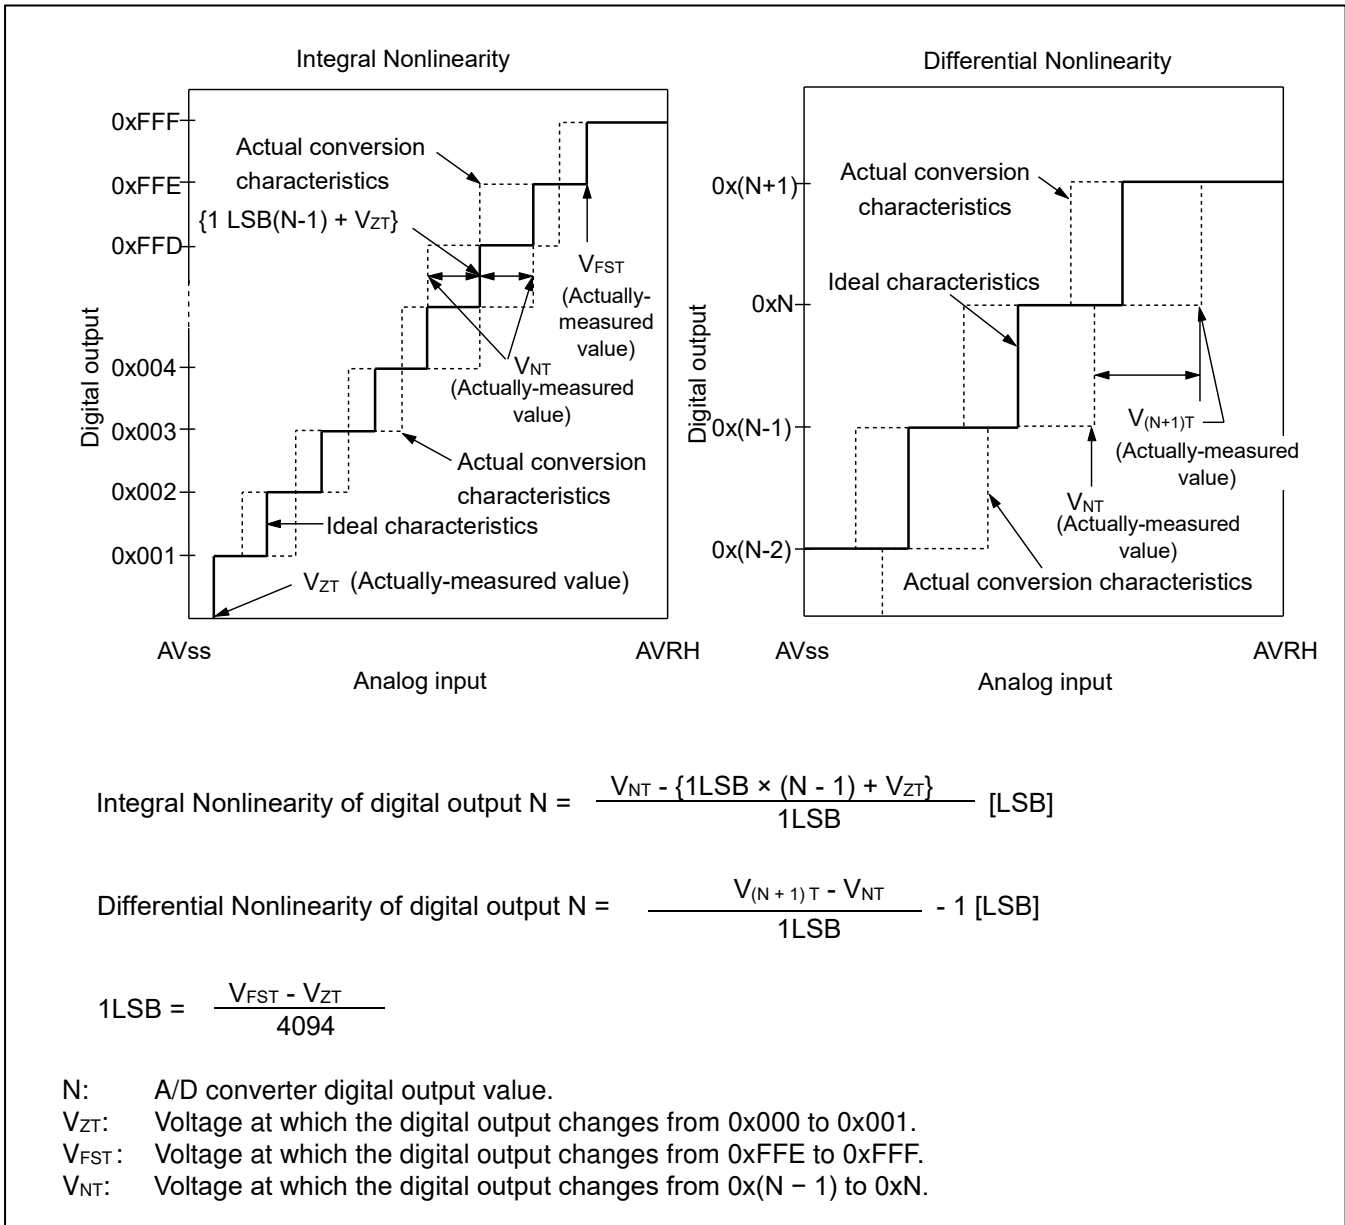 Integral Nonlinearity
0xFFF
Actual conversion
characteristics
0xFFE
{1 LSB(N-1) + VZT}
0xFFD
VFST
(Actually-
measured
value)
0x004
VNT
(Actually-measured
value)
0x003
Actual conversion
characteristics
0x002
Ideal characteristics
0x001
VZT (Actually-measured value)
Digital output
AVss
AVRH
Analog input
Differential Nonlinearity
0x(N+1)
Actual conversion
characteristics
Ideal characteristics
0xN
0x(N-1)
V(N+1)T
(Actually-measured
value)
VNT
(Actually-measured
value)
0x(N-2)
Actual conversion characteristics
Digital output
AVss
AVRH
Analog input
Integral Nonlinearity of digital output N = VNT - {1LSB × (N - 1) + VZT} / 1LSB [LSB]
Differential Nonlinearity of digital output N = V(N + 1) T - VNT / 1LSB - 1 [LSB]
1LSB = VFST - VZT / 4094
N: A/D converter digital output value.
VZT: Voltage at which the digital output changes from 0x000 to 0x001.
VFST: Voltage at which the digital output changes from 0xFFE to 0xFFF.
VNT: Voltage at which the digital output changes from 0x(N − 1) to 0xN.